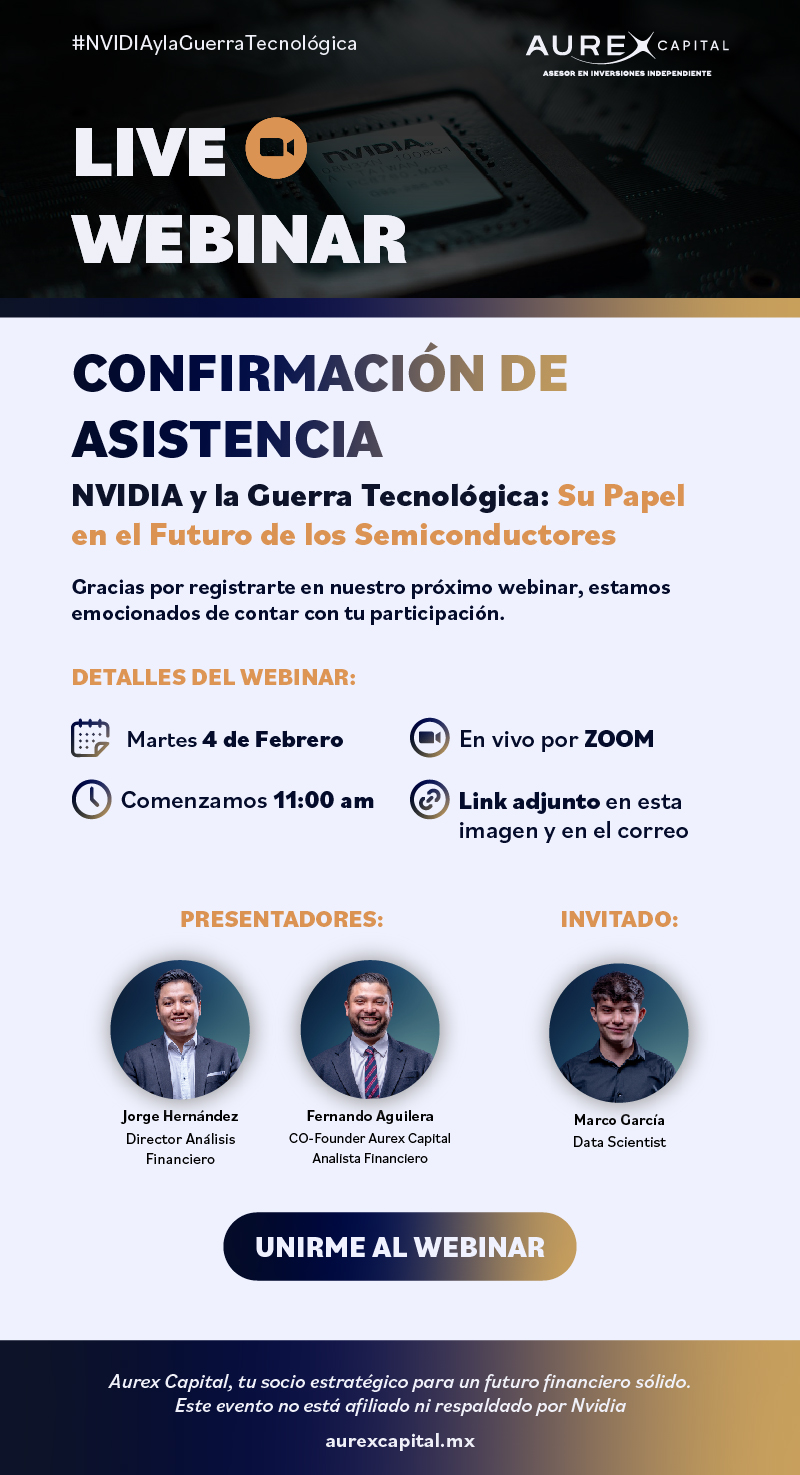 #NVIDIAylaGuerraTecnológica
AUREX CAPITAL
ASESOR EN INVERSIONES INDEPENDIENTE
LIVE
WEBINAR
NVIDIA
CONFIRMACIÓN DE
ASISTENCIA
NVIDIA y la Guerra Tecnológica: Su Papel
en el Futuro de los Semiconductores
Gracias por registrarte en nuestro próximo webinar, estamos
emocionados de contar con tu participación.
DETALLES DEL WEBINAR:
Martes 4 de Febrero
En vivo por ZOOM
Comenzamos 11:00 am
Link adjunto en esta
imagen y en el correo
PRESENTADORES:
INVITADO:
Jorge Hernández
Director Análisis
Financiero
Fernando Aguilera
CO-Founder Aurex Capital
Analista Financiero
Marco García
Data Scientist
UNIRME AL WEBINAR
Aurex Capital, tu socio estratégico para un futuro financiero sólido.
Este evento no está afiliado ni respaldado por Nvidia
aurexcapital.mx